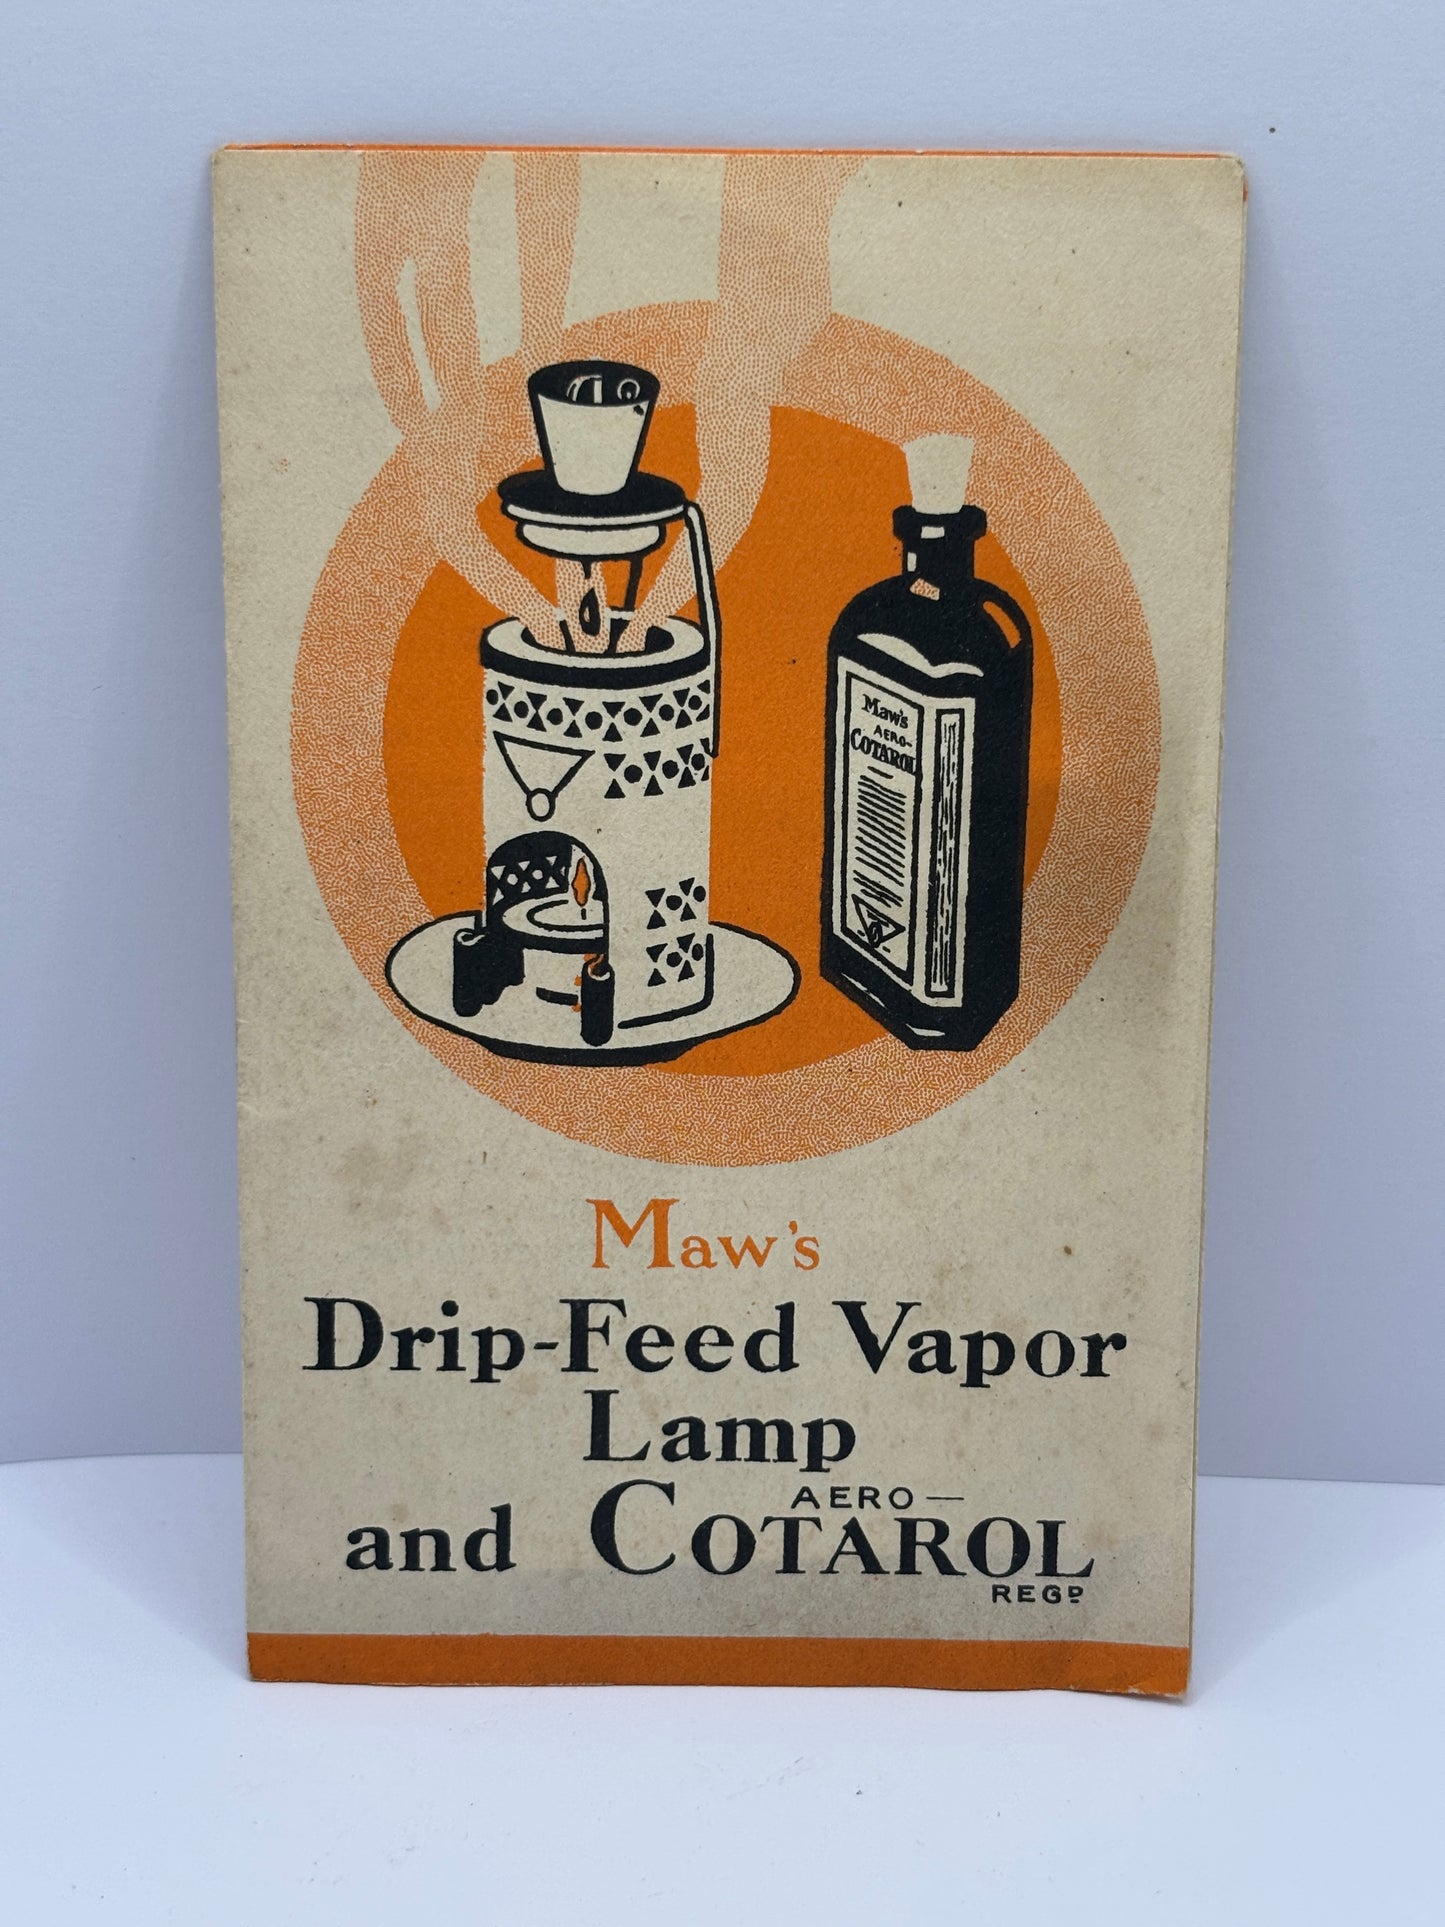 Maw's
AERO-
COTAROL
Maw's
Drip-Feed Vapor
Lamp
AERO—
and COTAROL
REGD